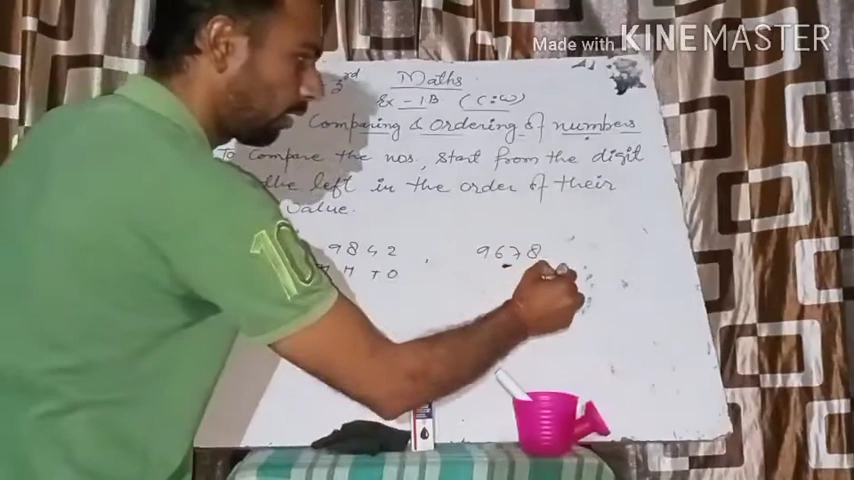 Made with KINEMASTER
3rd Maths
Ex-1B (C.W)
Comparing & Ordering of numbers
To compare the nos, start from the digit
the left in the order of their
value.
9842 , 9678
H T O